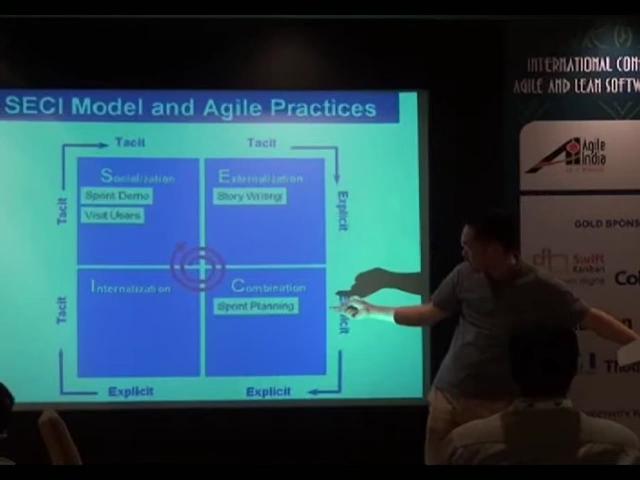 SECI Model and Agile Practices
Tacit
Tacit
Socialization
Sprint Demo
Visit Users
Tacit
Externalization
Story Writing
Explicit
Internalization
Tacit
Combination
Sprint Planning
Explicit
Explicit
INTERNATIONAL CON
AGILE AND LEAN SOFTW
Agile
India
GOLD SPONS
Swift
Kanban